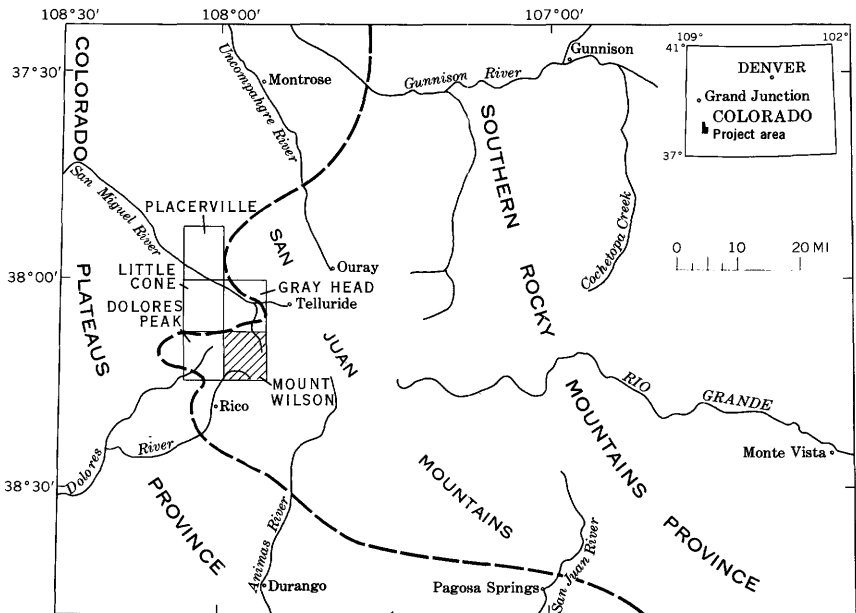 108°30'
108°00'
107°00'
109°
102°
41°
37°30'
COLORADO
Uncompahgre River
Montrose
Gunnison River
Gunnison
DENVER
Grand Junction
COLORADO
Project area
37°
SOUTHERN
San Miguel River
PLACERVILLE
SAN
Cochetopa Creek
0 10 20 MI
38°00'
LITTLE
CONE
GRAY HEAD
Ouray
ROCKY
PLATEAUS
DOLORES
PEAK
Telluride
JUAN
MOUNT
WILSON
RIO GRANDE
Rico
MOUNTAINS
Dolores River
Monte Vista
38°30'
MOUNTAINS
PROVINCE
PROVINCE
Animas River
Durango
Pagosa Springs
San Juan River